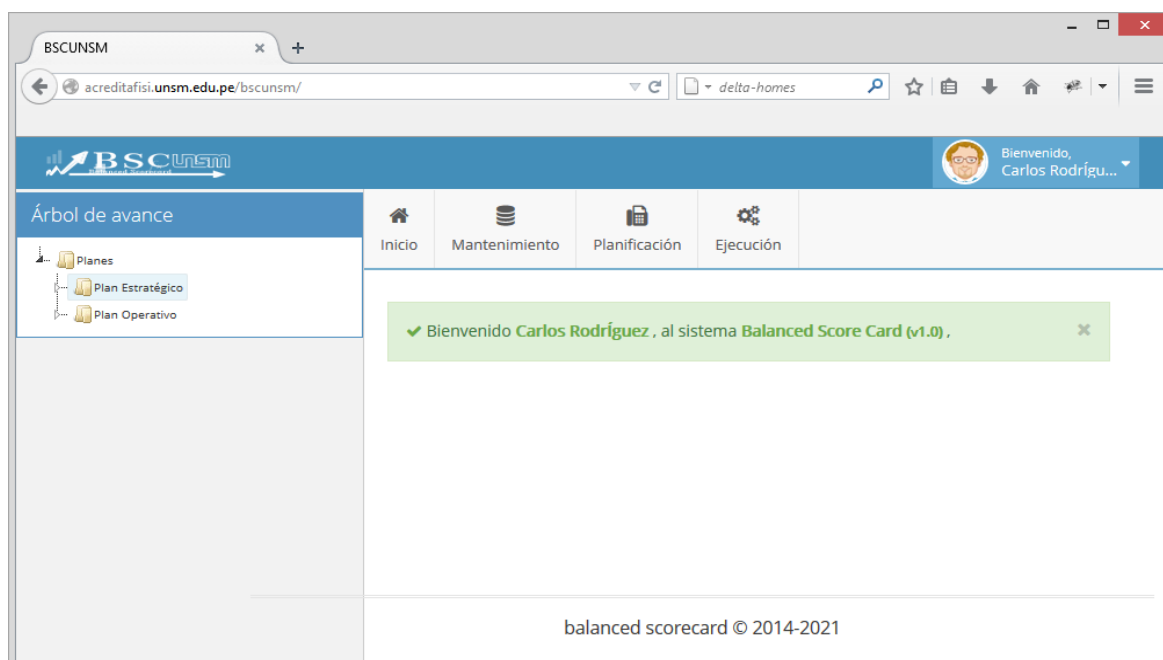 BSCUNSM
acreditafisi.unsm.edu.pe/bscunsm/
delta-homes
BSCUNSM
Balanced Scorecard
Bienvenido,
Carlos Rodrígu...
Árbol de avance
Planes
Plan Estratégico
Plan Operativo
Inicio
Mantenimiento
Planificación
Ejecución
Bienvenido Carlos Rodríguez , al sistema Balanced Score Card (v1.0) ,
balanced scorecard © 2014-2021